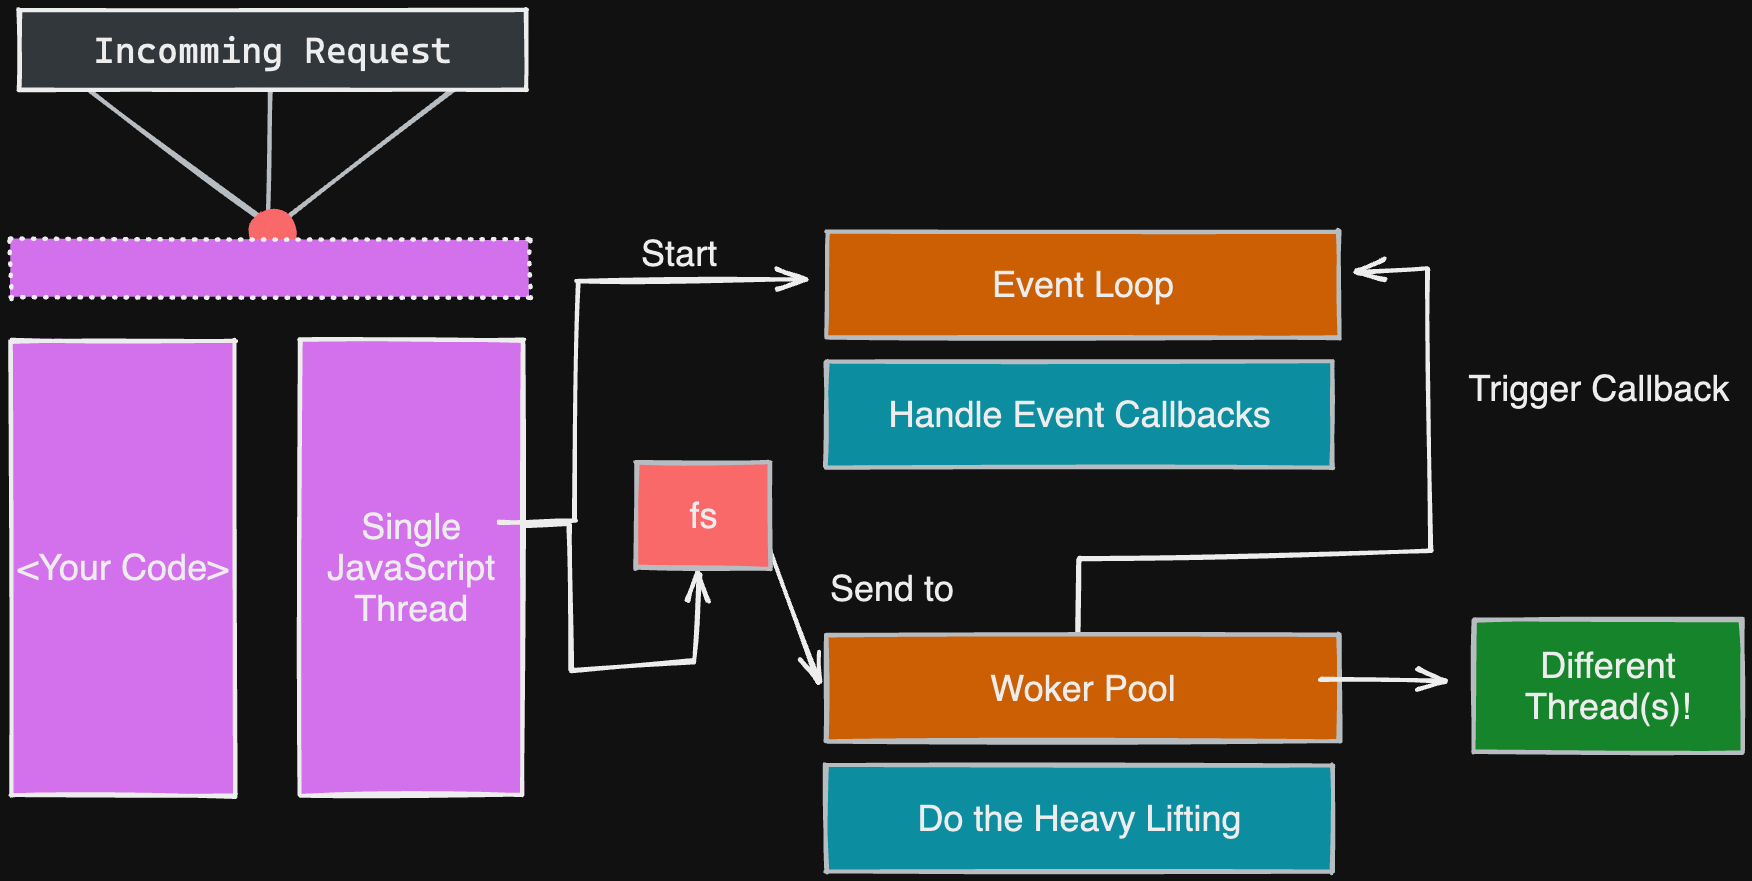 Incomming Request
Start
Event Loop
Handle Event Callbacks
Trigger Callback
<Your Code>
Single
JavaScript
Thread
fs
Send to
Woker Pool
Different
Thread(s)!
Do the Heavy Lifting